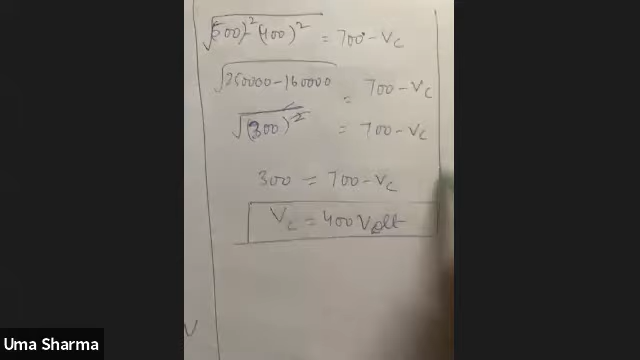 √(500)² - (400)² = 700 - Vc
√250000 - 160000 = 700 - Vc
√(300)² = 700 - Vc
300 = 700 - Vc
Vc = 400 Volt
V
Uma Sharma